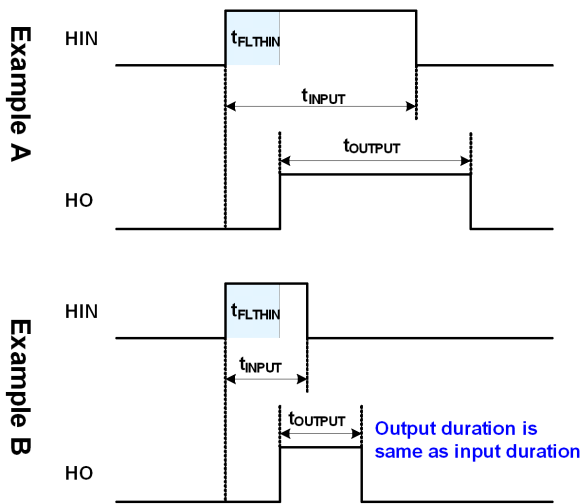 Example A
HIN
tFLTHIN
tINPUT
tOUTPUT
HO
Example B
HIN
tFLTHIN
tINPUT
tOUTPUT
Output duration is
same as input duration
HO